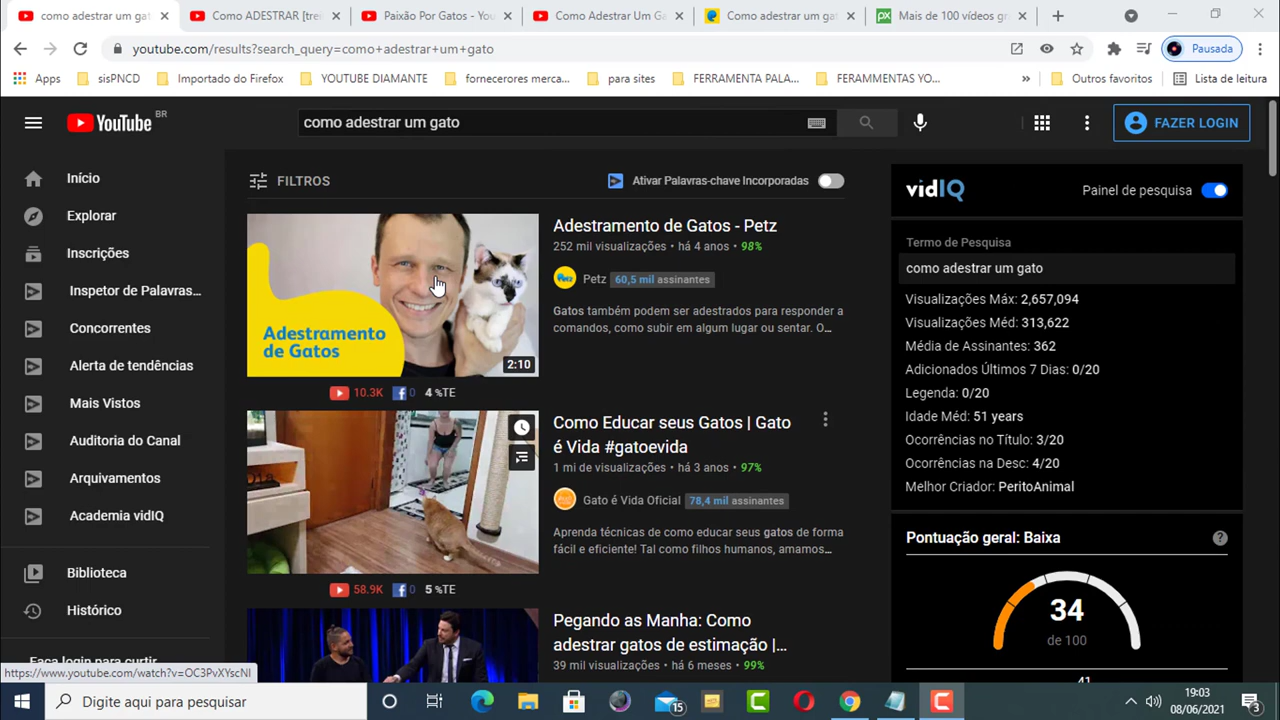 como adestrar um gat
Como ADESTRAR [trei
Paixão Por Gatos - You
Como Adestrar Um Ga
Como adestrar um gat
Mais de 100 vídeos gr
youtube.com/results?search_query=como+adestrar+um+gato
Pausada
Apps
sisPNCD
Importado do Firefox
YOUTUBE DIAMANTE
fornecerores merca...
para sites
FERRAMENTA PALA...
FERAMMENTAS YO...
»
Outros favoritos
Lista de leitura
YouTube BR
como adestrar um gato
FAZER LOGIN
Início
Explorar
Inscrições
Inspetor de Palavras...
Concorrentes
Alerta de tendências
Mais Vistos
Auditoria do Canal
Arquivamentos
Academia vidIQ
Biblioteca
Histórico
Faça login para curtir
FILTROS
Ativar Palavras-chave Incorporadas
Adestramento
de Gatos
2:10
10.3K 0 4 %TE
Adestramento de Gatos - Petz
252 mil visualizações • há 4 anos • 98%
Petz 60,5 mil assinantes
Gatos também podem ser adestrados para responder a
comandos, como subir em algum lugar ou sentar. O...
58.9K 0 5 %TE
Como Educar seus Gatos | Gato
é Vida #gatoevida
1 mi de visualizações • há 3 anos • 97%
Gato é Vida Oficial 78,4 mil assinantes
Aprenda técnicas de como educar seus gatos de forma
fácil e eficiente! Tal como filhos humanos, amamos...
Pegando as Manha: Como
adestrar gatos de estimação |...
39 mil visualizações • há 6 meses • 99%
vidIQ
Painel de pesquisa
Termo de Pesquisa
como adestrar um gato
Visualizações Máx: 2,657,094
Visualizações Méd: 313,622
Média de Assinantes: 362
Adicionados Últimos 7 Dias: 0/20
Legenda: 0/20
Idade Méd: 51 years
Ocorrências no Título: 3/20
Ocorrências na Desc: 4/20
Melhor Criador: PeritoAnimal
Pontuação geral: Baixa
?
34
de 100
41
https://www.youtube.com/watch?v=OC3PvXYscNI
Digite aqui para pesquisar
15
19:03
08/06/2021
3